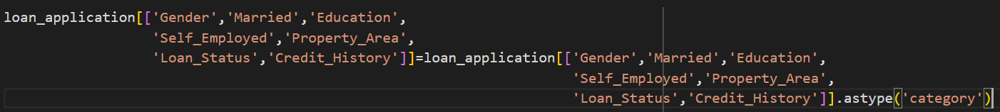 loan_application[['Gender','Married','Education',
'Self_Employed','Property_Area',
'Loan_Status','Credit_History']]=loan_application[['Gender','Married','Education',
'Self_Employed','Property_Area',
'Loan_Status','Credit_History']].astype('category')